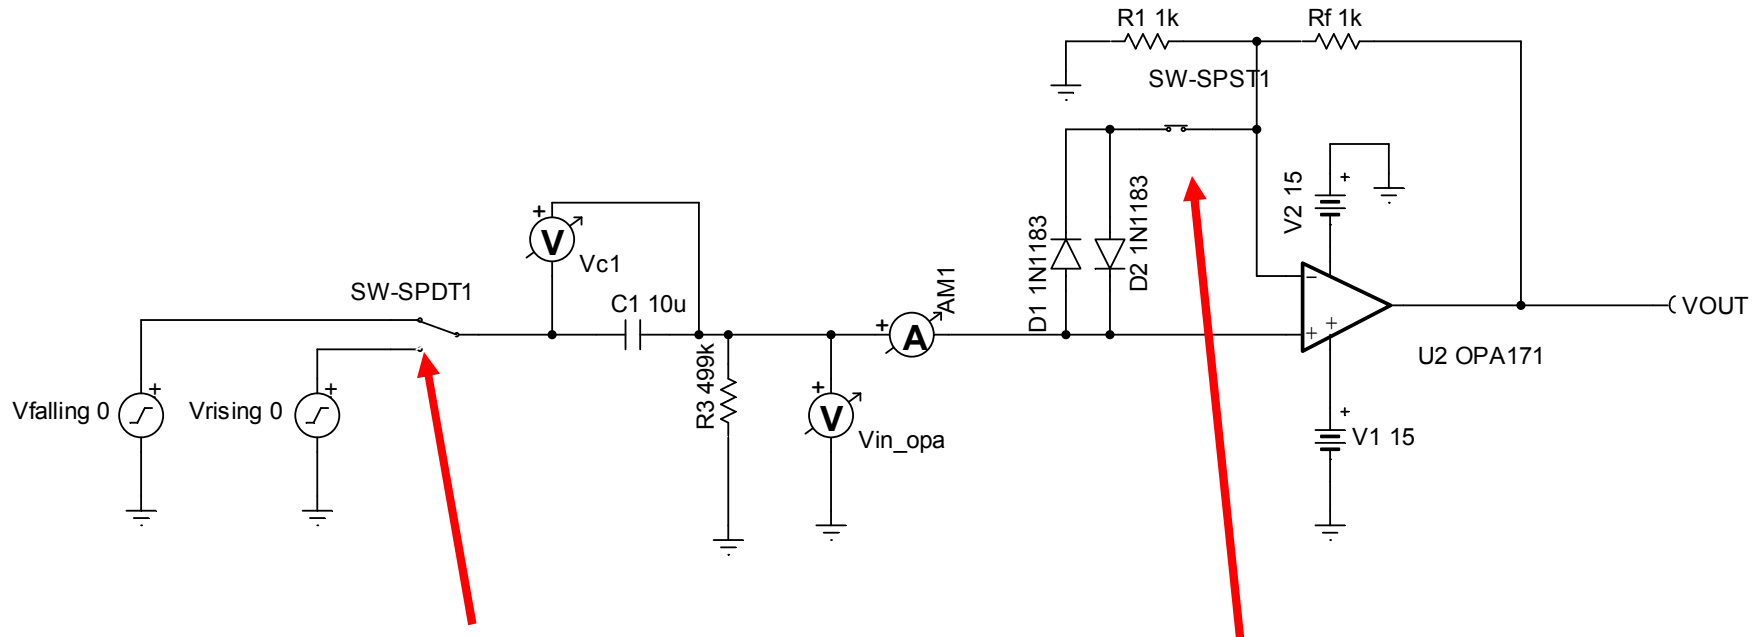 R1 1k
Rf 1k
SW-SPST1
V2 15
+
D1 1N1183
D2 1N1183
+
V
Vc1
SW-SPDT1
C1 10u
AM1
+
A
VOUT
−
+
+
U2 OPA171
Vfalling 0
+
Vrising 0
+
R3 499k
+
V
Vin_opa
+
V1 15